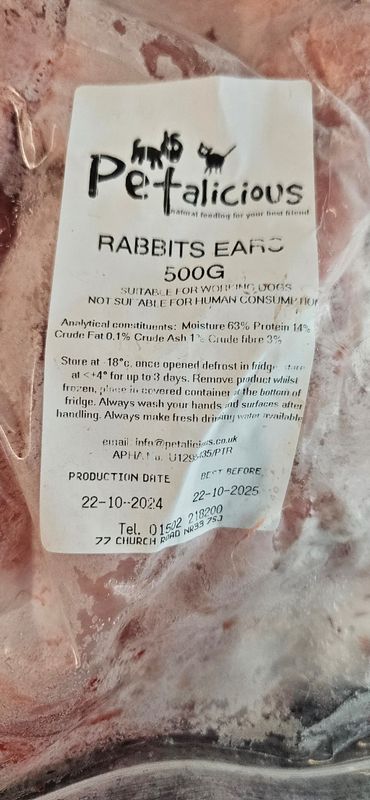 Petalicious
natural feeding for your best friend
RABBITS EARS
500G
SUITABLE FOR WORKING DOGS
NOT SUITABLE FOR HUMAN CONSUMPTION
Analytical constituents: Moisture 63% Protein 14%
Crude Fat 0.1% Crude Ash 1% Crude fibre 3%
Store at -18°c. once opened defrost in fridge store
at <+4° for up to 3 days. Remove product whilst
frozen, place in covered container at the bottom of
fridge. Always wash your hands and surfaces after
handling. Always make fresh drinking water available
email: info@petalicious.co.uk
APHA No.
PRODUCTION DATE BEST BEFORE
22-10-2024 22-10-2025
Tel. 01502 218200
77 CHURCH ROAD NR33 7SJ